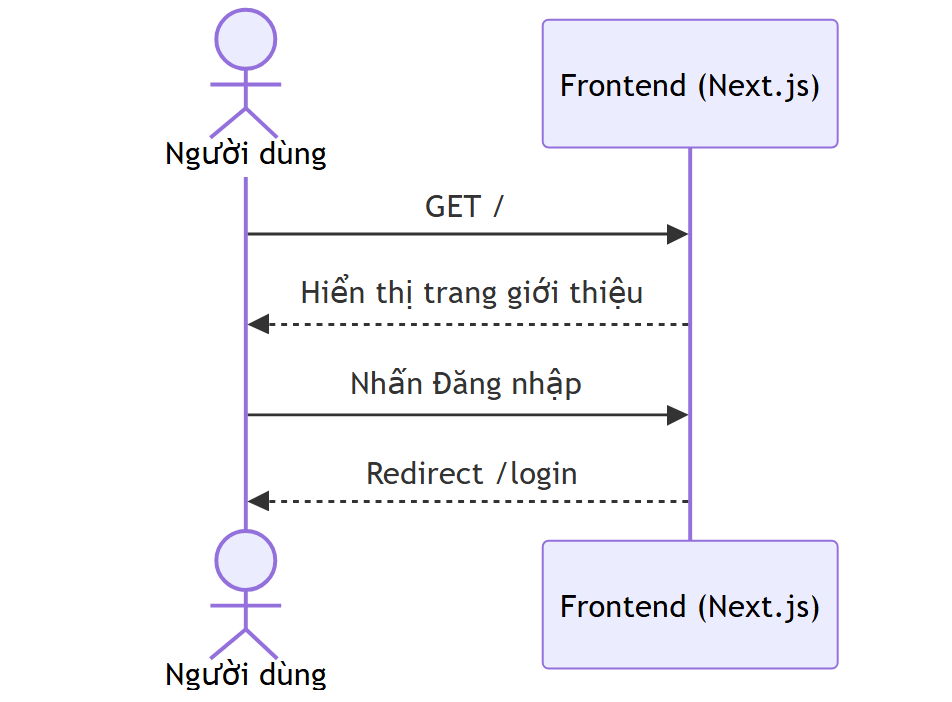 Người dùng
Frontend (Next.js)
GET /
Hiển thị trang giới thiệu
Nhấn Đăng nhập
Redirect /login
Người dùng
Frontend (Next.js)